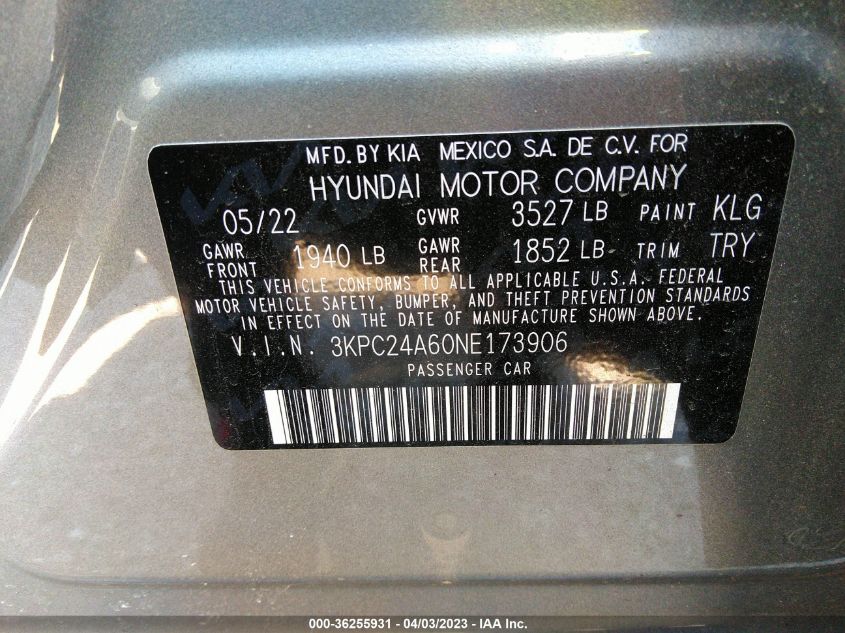 MFD. BY KIA MEXICO S.A. DE C.V. FOR
HYUNDAI MOTOR COMPANY
05/22 GVWR 3527 LB PAINT KLG
GAWR FRONT 1940 LB GAWR REAR 1852 LB TRIM TRY
THIS VEHICLE CONFORMS TO ALL APPLICABLE U.S.A. FEDERAL
MOTOR VEHICLE SAFETY, BUMPER, AND THEFT PREVENTION STANDARDS
IN EFFECT ON THE DATE OF MANUFACTURE SHOWN ABOVE.
V.I.N. 3KPC24A60NE173906
PASSENGER CAR
000-36255931 - 04/03/2023 - IAA Inc.